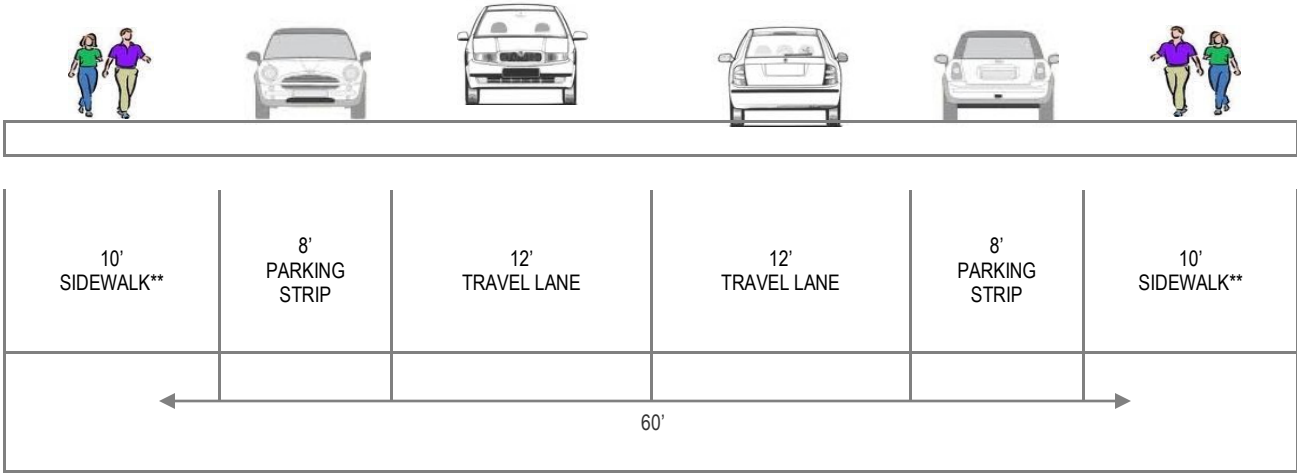 10’
SIDEWALK**
8’
PARKING
STRIP
12’
TRAVEL LANE
12’
TRAVEL LANE
8’
PARKING
STRIP
10’
SIDEWALK**
60’